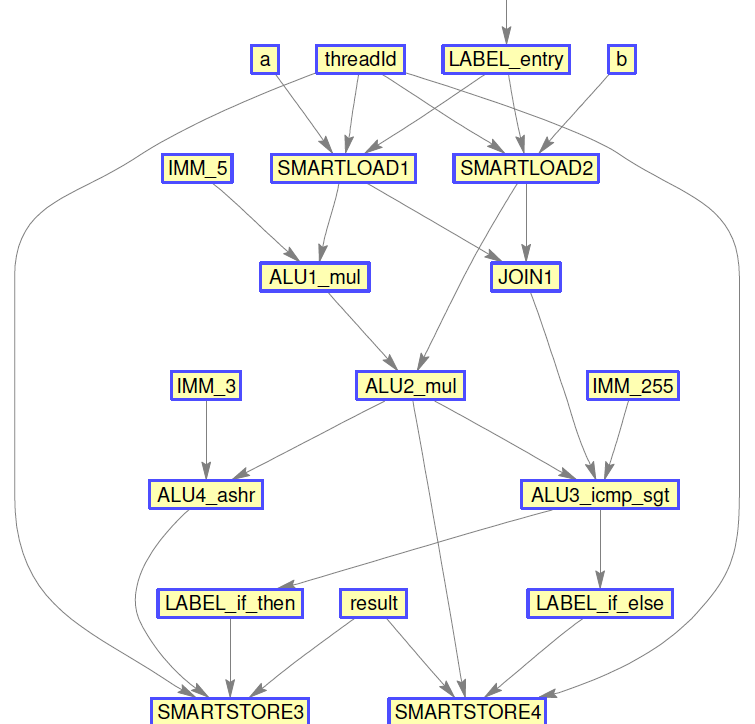 a
threadId
LABEL_entry
b
IMM_5
SMARTLOAD1
SMARTLOAD2
ALU1_mul
JOIN1
IMM_3
ALU2_mul
IMM_255
ALU4_ashr
ALU3_icmp_sgt
LABEL_if_then
result
LABEL_if_else
SMARTSTORE3
SMARTSTORE4